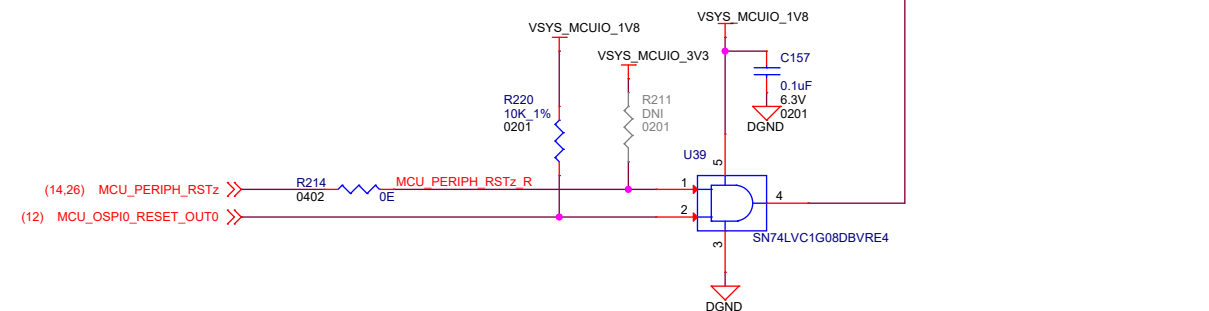 VSYS_MCUIO_1V8
VSYS_MCUIO_1V8
VSYS_MCUIO_3V3
C157
0.1uF
6.3V
0201
DGND
R220
10K_1%
0201
R211
DNI
0201
U39
5
(14,26) MCU_PERIPH_RSTz
R214
0402
0E
MCU_PERIPH_RSTz_R
1
4
(12) MCU_OSPI0_RESET_OUT0
2
SN74LVC1G08DBVRE4
3
DGND